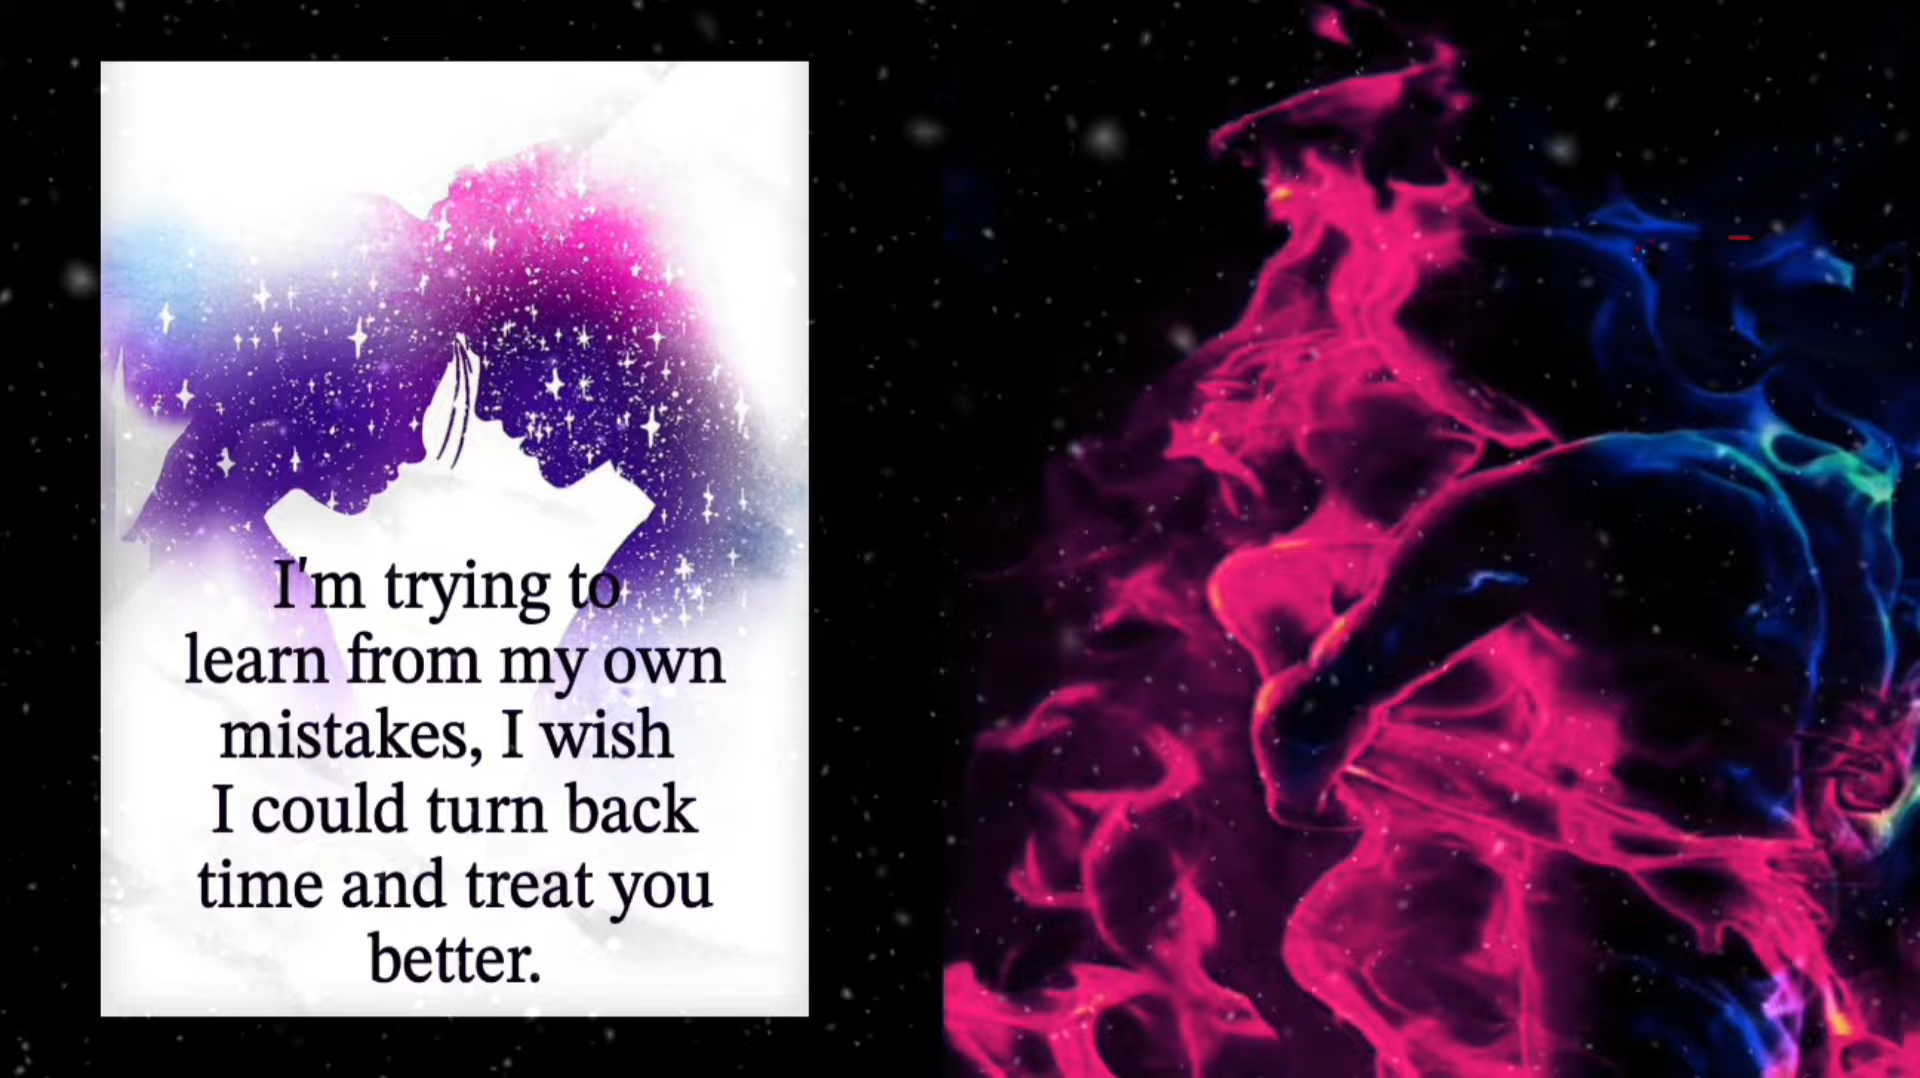 I'm trying to
learn from my own
mistakes, I wish
I could turn back
time and treat you
better.